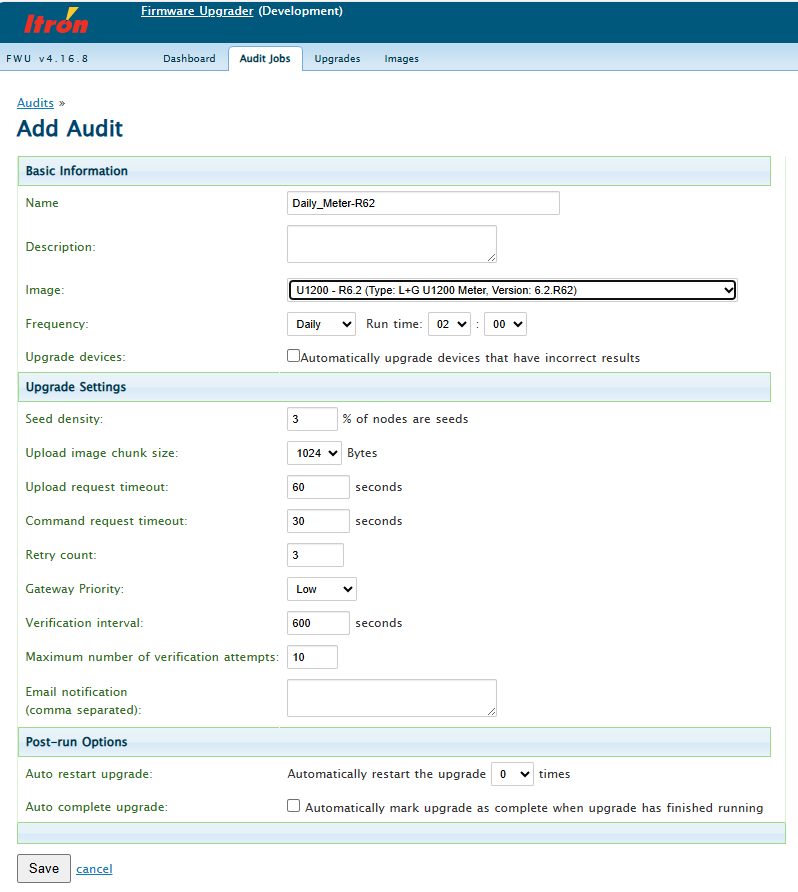 Itron
Firmware Upgrader (Development)
FWU v4.16.8
Dashboard
Audit Jobs
Upgrades
Images
Audits »
Add Audit
Basic Information
Name Daily_Meter-R62
Description:
Image: U1200 - R6.2 (Type: L+G U1200 Meter, Version: 6.2.R62)
Frequency: Daily Run time: 02 : 00
Upgrade devices: Automatically upgrade devices that have incorrect results
Upgrade Settings
Seed density: 3 % of nodes are seeds
Upload image chunk size: 1024 Bytes
Upload request timeout: 60 seconds
Command request timeout: 30 seconds
Retry count: 3
Gateway Priority: Low
Verification interval: 600 seconds
Maximum number of verification attempts: 10
Email notification
(comma separated):
Post-run Options
Auto restart upgrade: Automatically restart the upgrade 0 times
Auto complete upgrade: Automatically mark upgrade as complete when upgrade has finished running
Save cancel